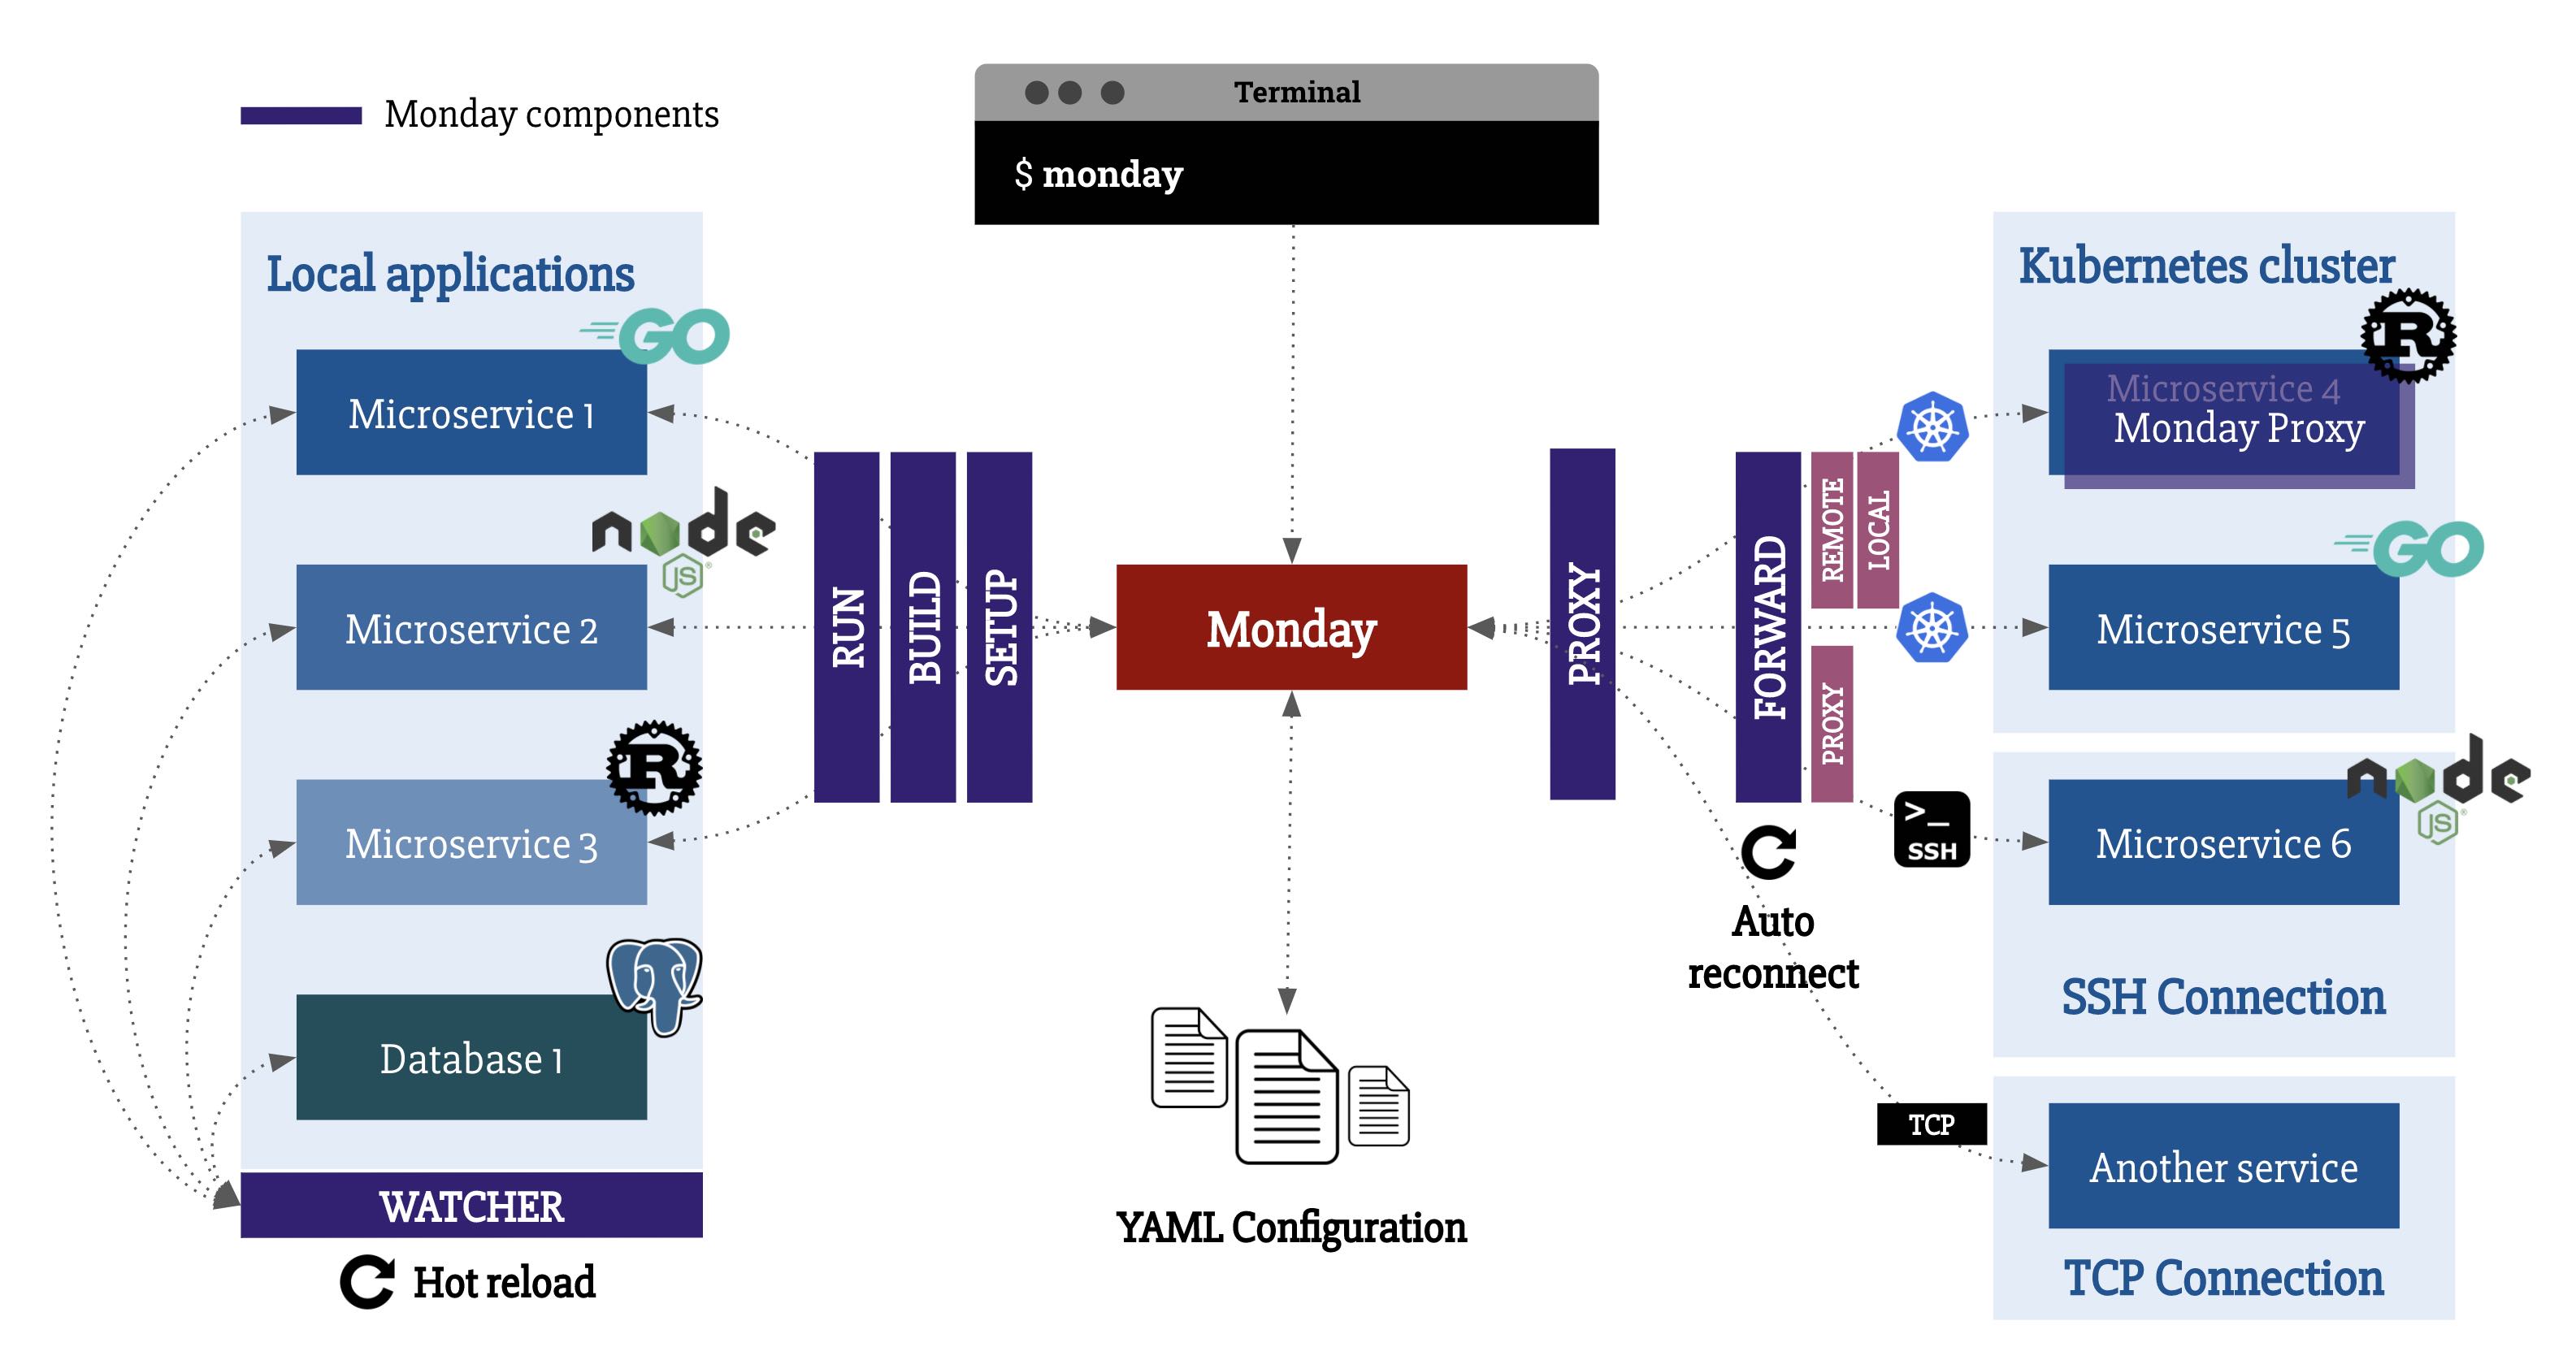 Monday components
Terminal
$ monday
Local applications
GO
Microservice 1
node
JS
Microservice 2
R
Microservice 3
Database 1
WATCHER
Hot reload
RUN
BUILD
SETUP
Monday
YAML Configuration
PROXY
FORWARD
REMOTE
LOCAL
PROXY
Auto
reconnect
>_
SSH
TCP
Kubernetes cluster
R
Microservice 4
Monday Proxy
GO
Microservice 5
node
JS
Microservice 6
SSH Connection
Another service
TCP Connection